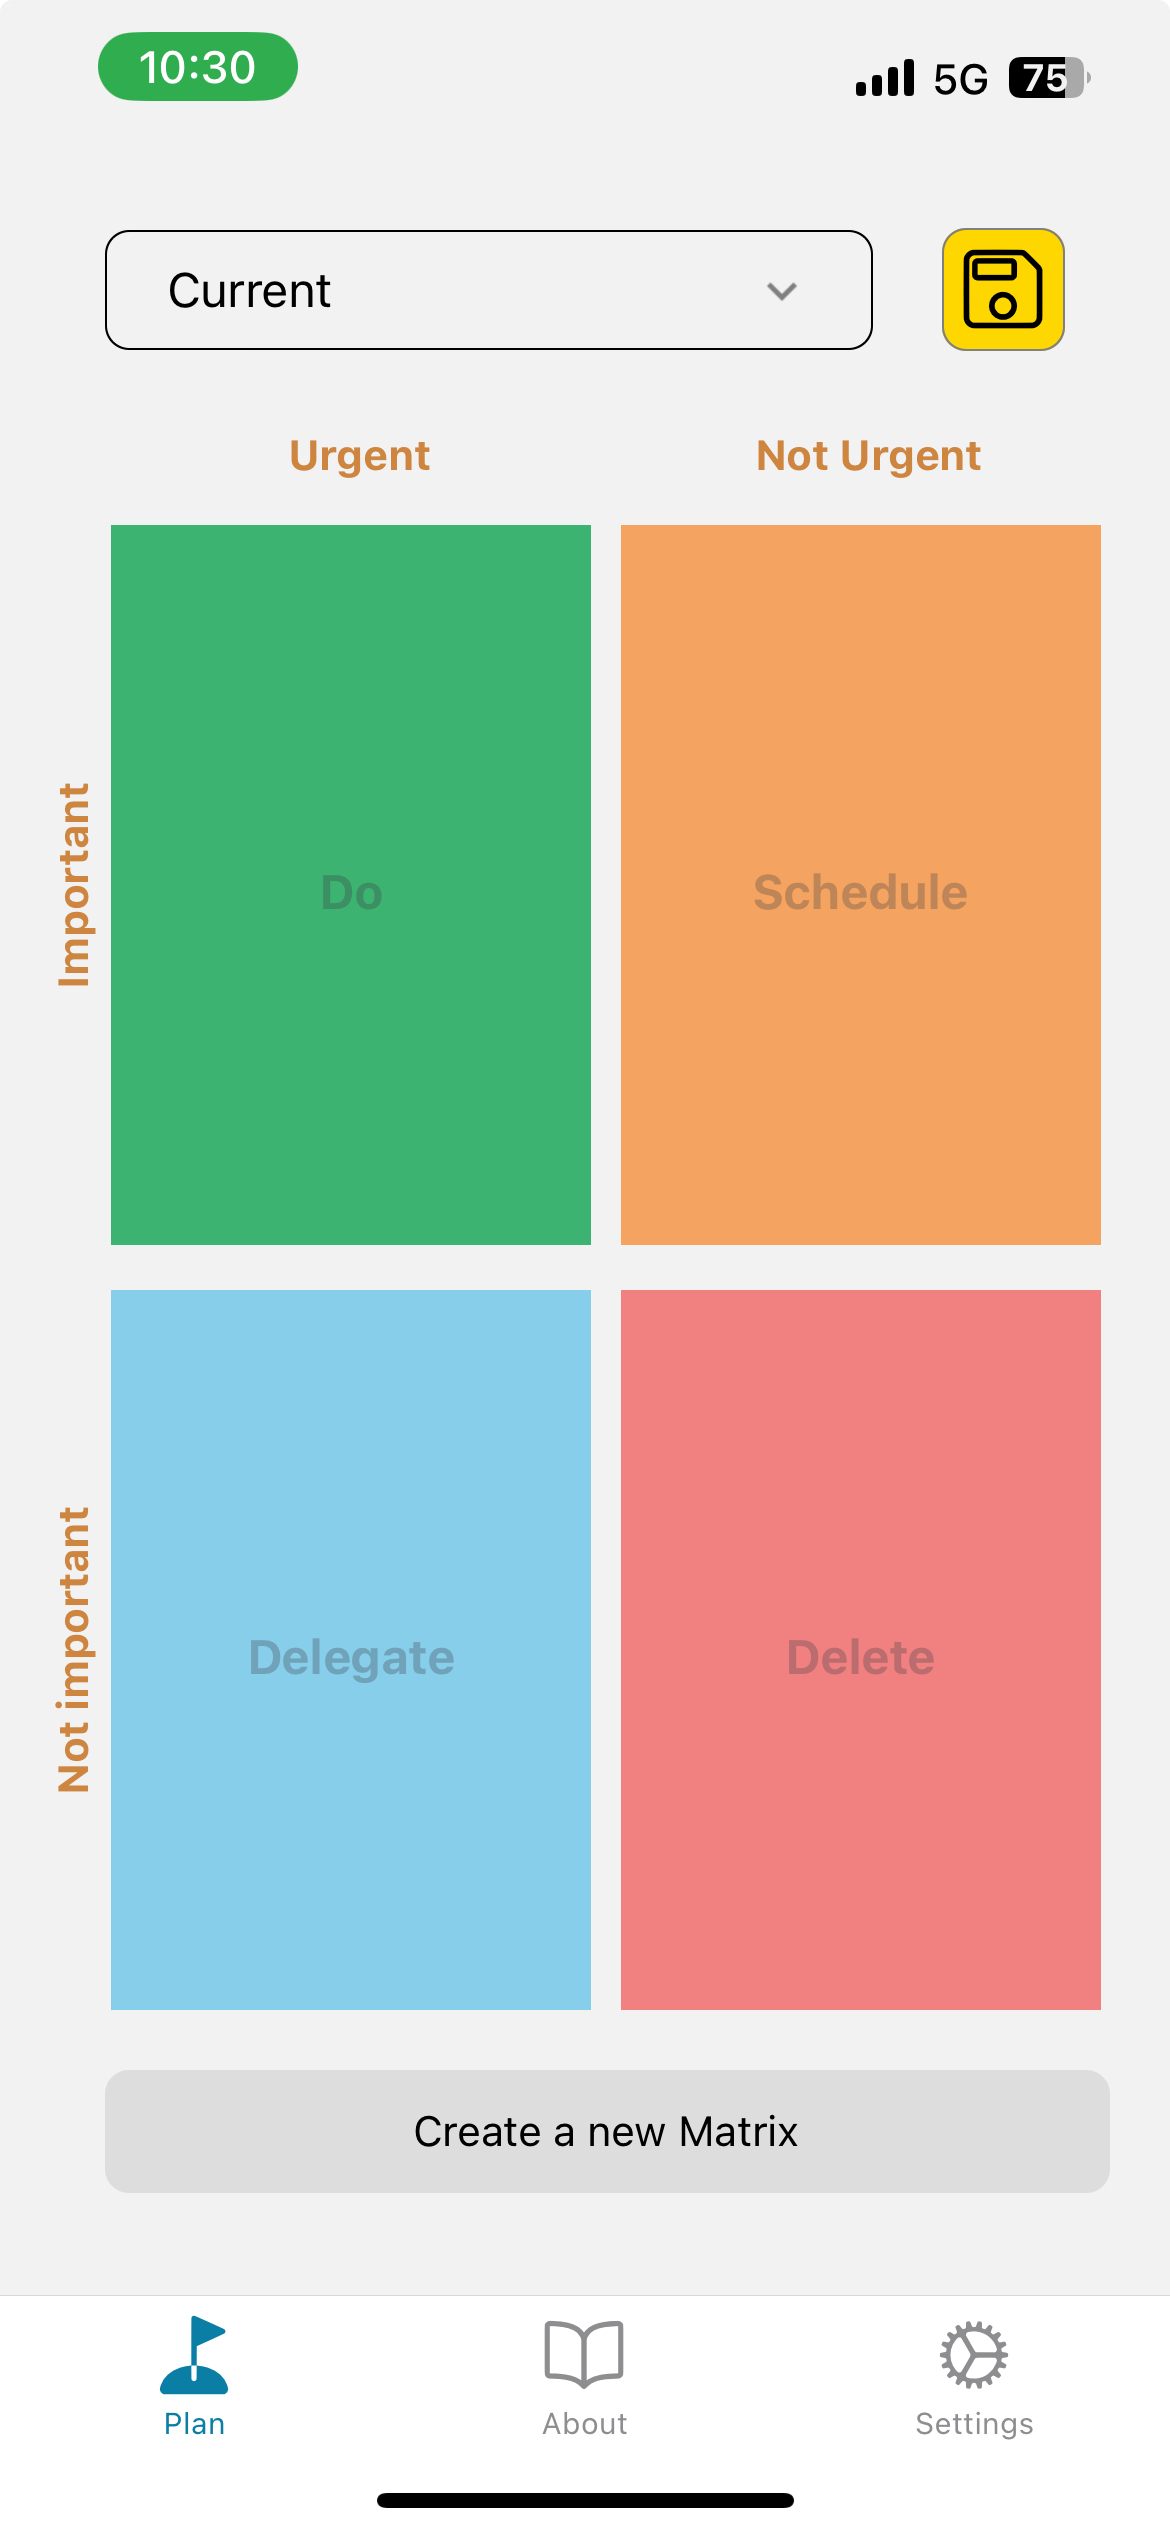 10:30
5G 75
Current
Urgent Not Urgent
Important
Do Schedule
Not important
Delegate Delete
Create a new Matrix
Plan About Settings